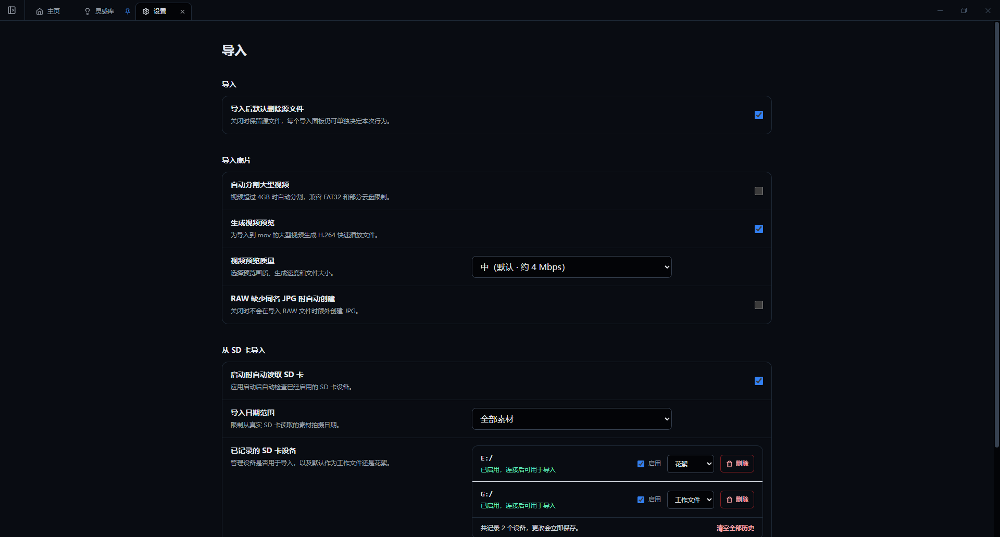 主页
灵感库
设置
导入
导入
导入后默认删除源文件
关闭时保留源文件，每个导入面板仍可单独决定本次行为。
导入底片
自动分割大型视频
视频超过 4GB 时自动分割，兼容 FAT32 和部分云盘限制。
生成视频预览
为导入到 mov 的大型视频生成 H.264 快速播放文件。
视频预览质量
选择预览画质、生成速度和文件大小。
中（默认 · 约 4 Mbps）
RAW 缺少同名 JPG 时自动创建
关闭时不会在导入 RAW 文件时额外创建 JPG。
从 SD 卡导入
启动时自动读取 SD 卡
应用启动后自动检查已经启用的 SD 卡设备。
导入日期范围
限制从真实 SD 卡读取的素材拍摄日期。
全部素材
已记录的 SD 卡设备
管理设备是否用于导入，以及默认作为工作文件还是花絮。
E:/
已启用，连接后可用于导入
启用
花絮
删除
G:/
已启用，连接后可用于导入
启用
工作文件
删除
共记录 2 个设备，更改会立即保存。
清空全部历史